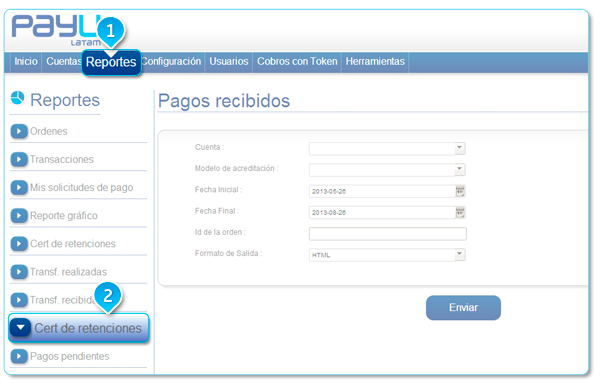 PayU
LATAM
1
Inicio Cuentas Reportes Configuración Usuarios Cobros con Token Herramientas
Reportes
Ordenes
Transacciones
Mis solicitudes de pago
Reporte gráfico
Cert de retenciones
Transf. realizadas
Transf. recibid
2
Cert de retenciones
Pagos pendientes
Pagos recibidos
Cuenta :
Modelo de acreditación :
Fecha Inicial : 2013-05-26
Fecha Final : 2013-08-26
Id de la orden :
Formato de Salida : HTML
Enviar